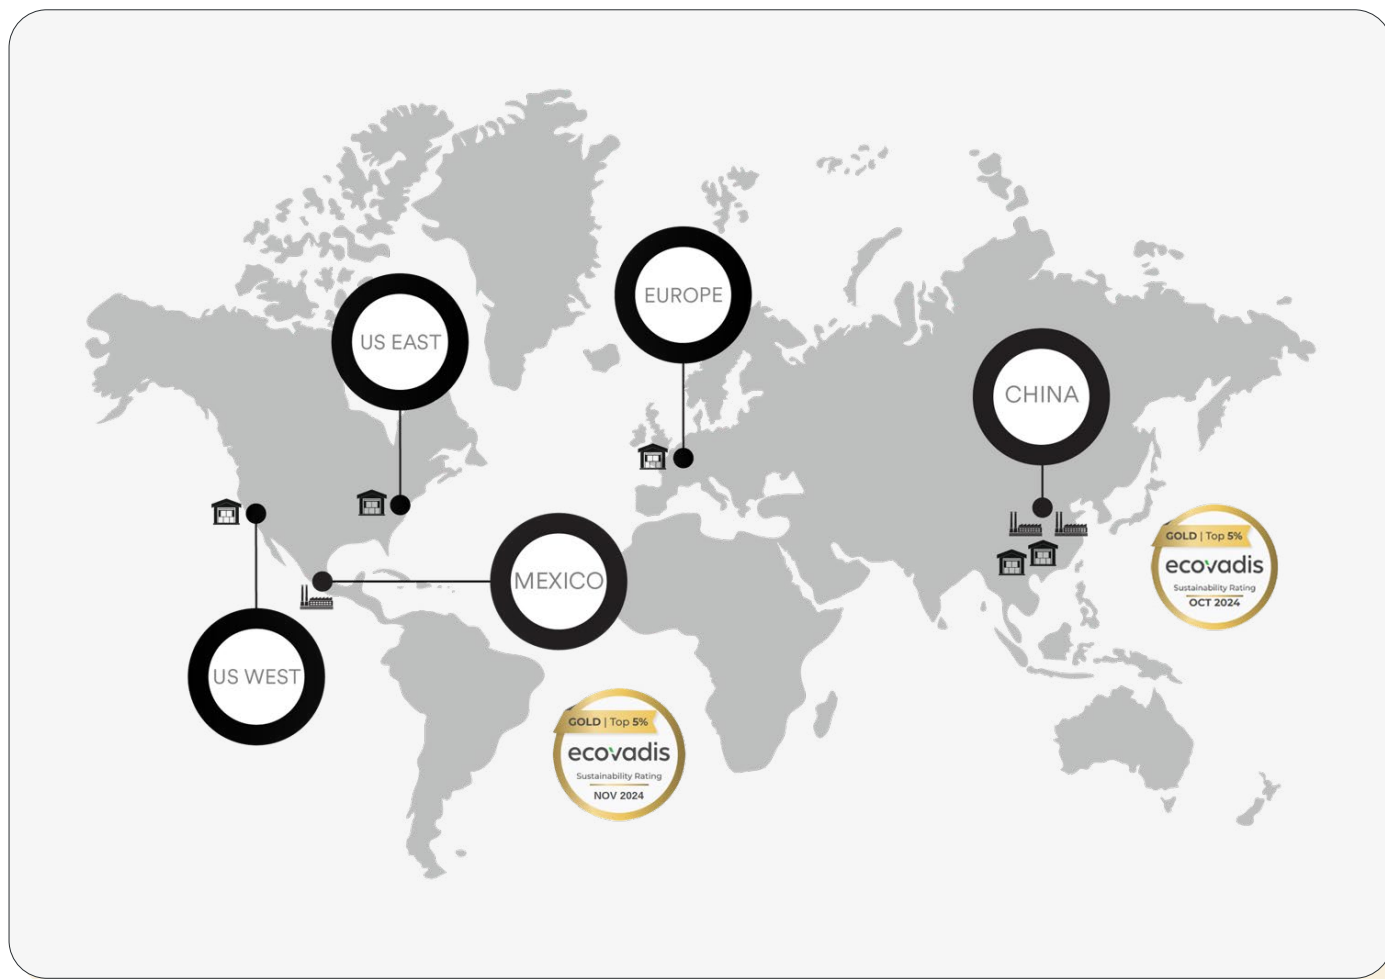 EUROPE
US EAST
CHINA
MEXICO
US WEST
GOLD | Top 5%
ecovadis
Sustainability Rating
OCT 2024
GOLD | Top 5%
ecovadis
Sustainability Rating
NOV 2024